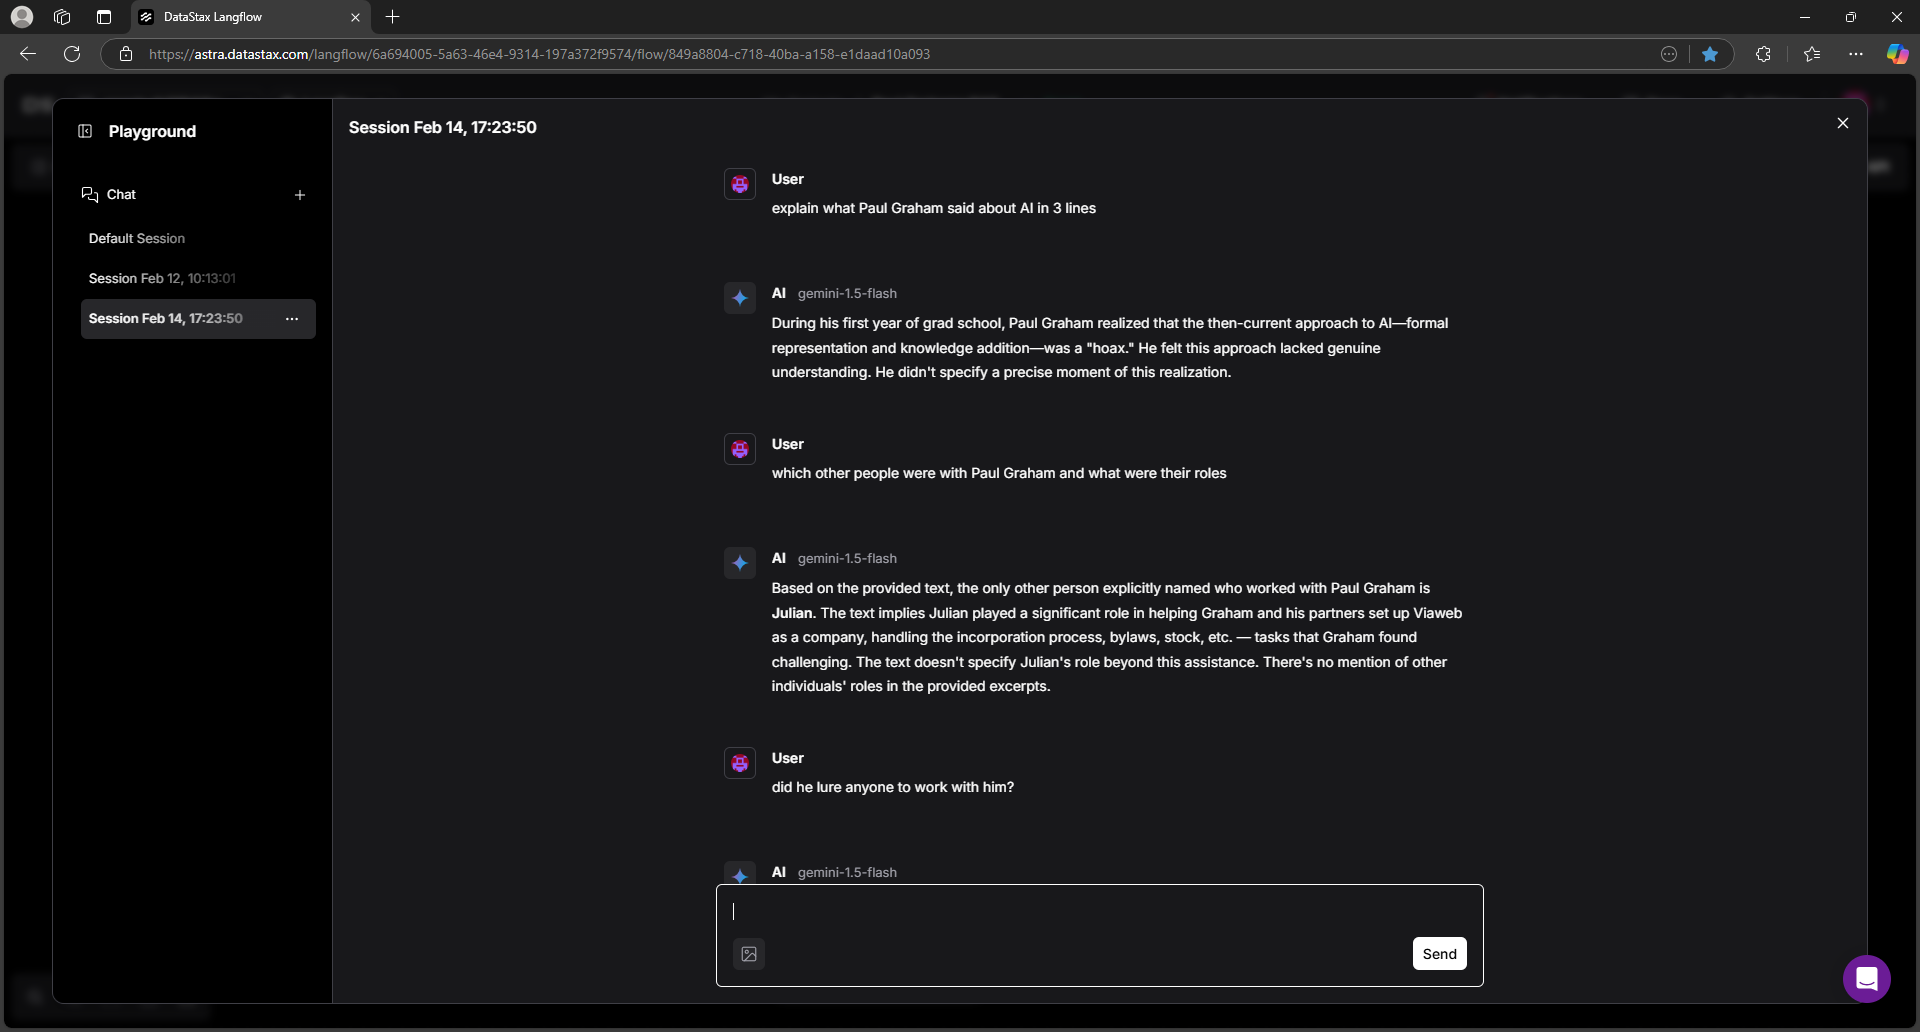 DataStax Langflow
https://astra.datastax.com/langflow/6a694005-5a63-46e4-9314-197a372f9574/flow/849a8804-c718-40ba-a158-e1daad10a093
Playground
Chat
Default Session
Session Feb 12, 10:13:01
Session Feb 14, 17:23:50
Session Feb 14, 17:23:50
User
explain what Paul Graham said about AI in 3 lines
AI gemini-1.5-flash
During his first year of grad school, Paul Graham realized that the then-current approach to AI—formal
representation and knowledge addition—was a "hoax." He felt this approach lacked genuine
understanding. He didn't specify a precise moment of this realization.
User
which other people were with Paul Graham and what were their roles
AI gemini-1.5-flash
Based on the provided text, the only other person explicitly named who worked with Paul Graham is
Julian. The text implies Julian played a significant role in helping Graham and his partners set up Viaweb
as a company, handling the incorporation process, bylaws, stock, etc. — tasks that Graham found
challenging. The text doesn't specify Julian's role beyond this assistance. There's no mention of other
individuals' roles in the provided excerpts.
User
did he lure anyone to work with him?
AI gemini-1.5-flash
Send